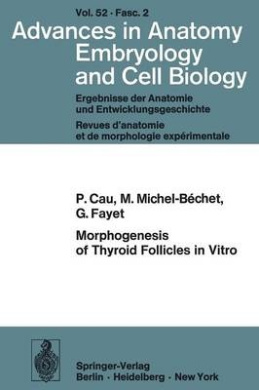 Vol. 52 · Fasc. 2
Advances in Anatomy
Embryology
and Cell Biology
Ergebnisse der Anatomie
und Entwicklungsgeschichte
Revues d'anatomie
et de morphologie expérimentale
P. Cau, M. Michel-Béchet,
G. Fayet
Morphogenesis
of Thyroid Follicles in Vitro
Springer-Verlag
Berlin · Heidelberg · New York